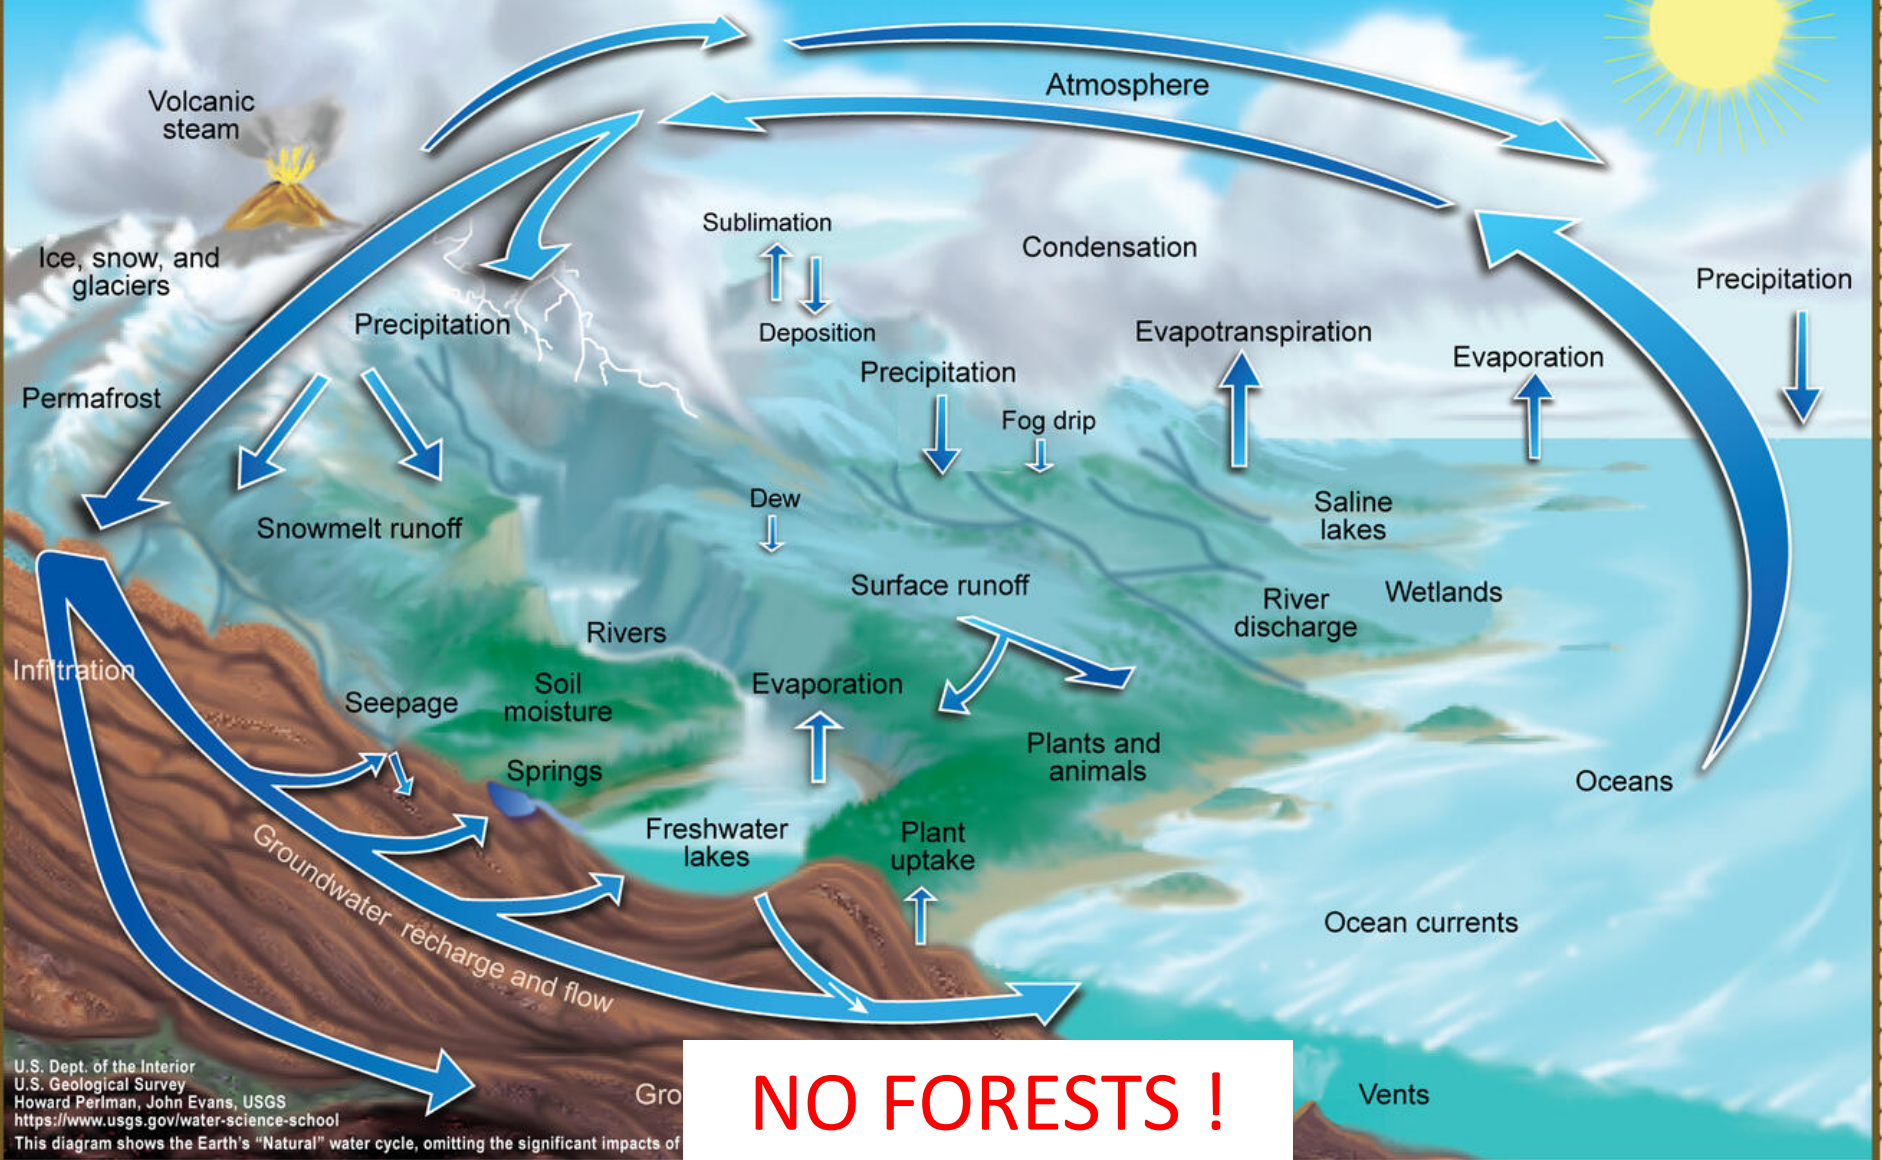 Atmosphere
Volcanic
steam
Sublimation
Condensation
Ice, snow, and
glaciers
Precipitation
Precipitation
Deposition
Evapotranspiration
Evaporation
Precipitation
Permafrost
Fog drip
Dew
Saline
lakes
Snowmelt runoff
Surface runoff
Wetlands
River
discharge
Rivers
Infiltration
Soil
moisture
Evaporation
Seepage
Plants and
animals
Springs
Oceans
Freshwater
lakes
Plant
uptake
Groundwater recharge and flow
Ocean currents
U.S. Dept. of the Interior
U.S. Geological Survey
Howard Perlman, John Evans, USGS
https://www.usgs.gov/water-science-school
This diagram shows the Earth's “Natural” water cycle, omitting the significant impacts of
Gro
NO FORESTS !
Vents